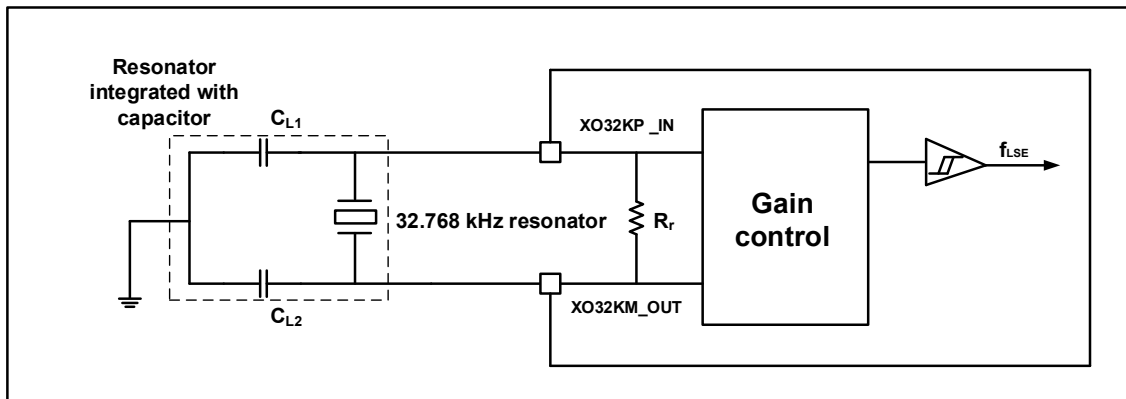 Resonator
integrated with
capacitor
CL1
XO32KP _IN
fLSE
32.768 kHz resonator
Rr
Gain
control
XO32KM_OUT
CL2